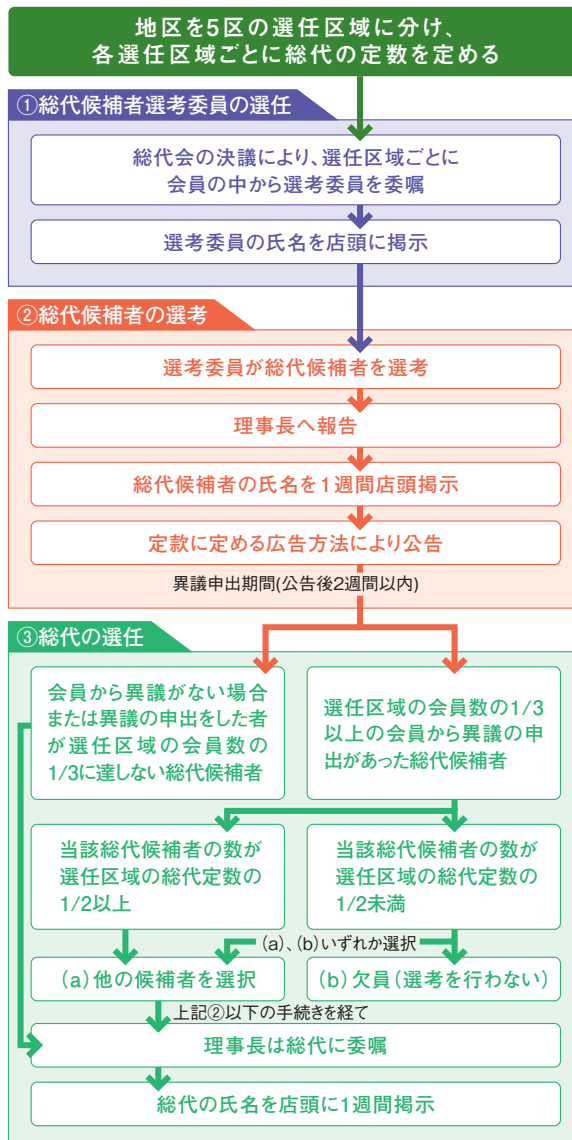 地区を5区の選任区域に分け、
各選任区域ごとに総代の定数を定める
①総代候補者選考委員の選任
総代会の決議により、選任区域ごとに
会員の中から選考委員を委嘱
選考委員の氏名を店頭に掲示
②総代候補者の選考
選考委員が総代候補者を選考
理事長へ報告
総代候補者の氏名を1週間店頭掲示
定款に定める広告方法により公告
異議申出期間(公告後2週間以内)
③総代の選任
会員から異議がない場合
または異議の申出をした者
が選任区域の会員数の
1/3に達しない総代候補者
選任区域の会員数の1/3
以上の会員から異議の申
出があった総代候補者
当該総代候補者の数が
選任区域の総代定数の
1/2以上
当該総代候補者の数が
選任区域の総代定数の
1/2未満
(a)、(b)いずれか選択
(a)他の候補者を選択
(b)欠員(選考を行わない)
上記②以下の手続きを経て
理事長は総代に委嘱
総代の氏名を店頭に1週間掲示